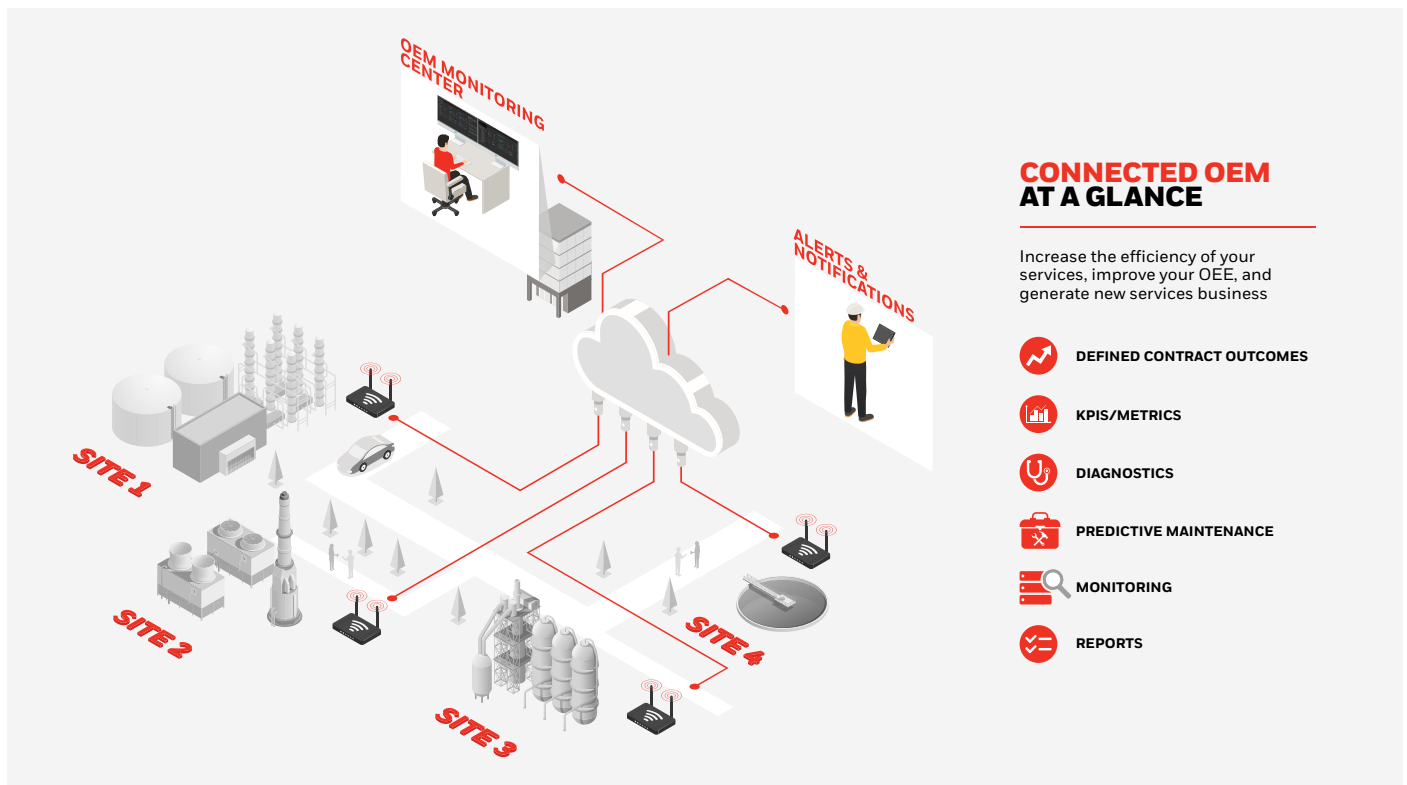 OEM MONITORING
CENTER
ALERTS &
NOTIFICATIONS
SITE 1
SITE 2
SITE 3
SITE 4
CONNECTED OEM
AT A GLANCE
Increase the efficiency of your
services, improve your OEE, and
generate new services business
DEFINED CONTRACT OUTCOMES
KPIS/METRICS
DIAGNOSTICS
PREDICTIVE MAINTENANCE
MONITORING
REPORTS